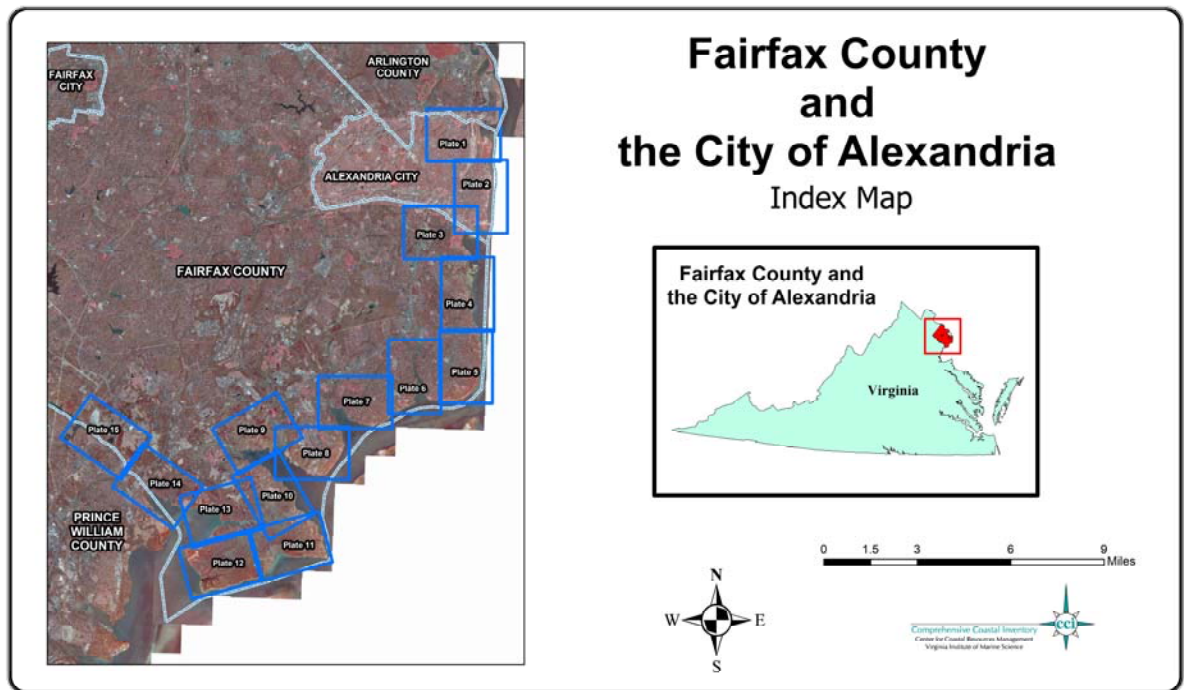 Fairfax County
and
the City of Alexandria
Index Map
FAIRFAX
CITY
ARLINGTON
COUNTY
Plate 1
ALEXANDRIA CITY
Plate 2
Plate 3
FAIRFAX COUNTY
Plate 4
Plate 5
Plate 6
Plate 7
Plate 8
Plate 9
Plate 10
Plate 11
Plate 12
Plate 13
Plate 14
Plate 15
PRINCE
WILLIAM
COUNTY
Fairfax County and
the City of Alexandria
Virginia
0 1.5 3 6 9
Miles
N
W E
S
Comprehensive Coastal Inventory
Center for Coastal Resources Management
Virginia Institute of Marine Science
cci